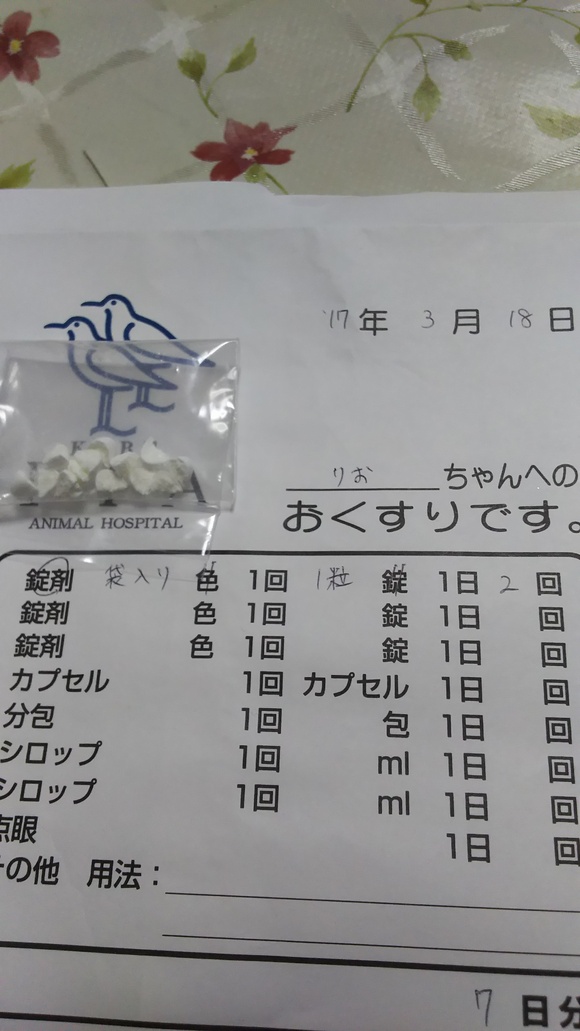 '17年 3月 18日
りお ちゃんへの
おくすりです。
ANIMAL HOSPITAL
錠剤 袋入り 色 1回 1粒 錠 1日 2 回
錠剤 色 1回 錠 1日 回
錠剤 色 1回 錠 1日 回
カプセル 1回 カプセル 1日 回
分包 1回 包 1日 回
シロップ 1回 ml 1日 回
シロップ 1回 ml 1日 回
点眼 1日 回
その他 用法：
7 日分